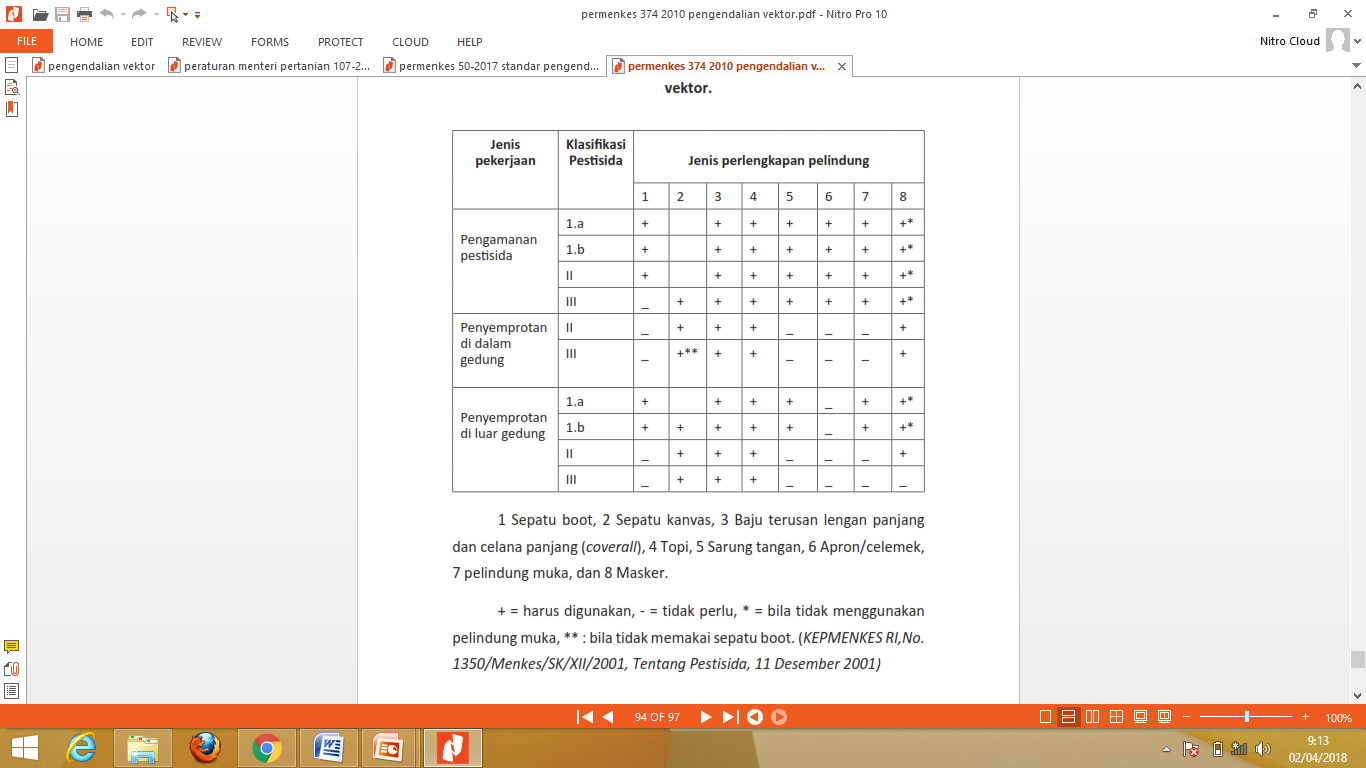 permenkes 374 2010 pengendalian vektor.pdf - Nitro Pro 10
FILE HOME EDIT REVIEW FORMS PROTECT CLOUD HELP Nitro Cloud
pengendalian vektor peraturan menteri pertanian 107-2... permenkes 50-2017 standar pengend... permenkes 374 2010 pengendalian v...
vektor.
Jenis pekerjaan Klasifikasi Pestisida Jenis perlengkapan pelindung
1 2 3 4 5 6 7 8
Pengamanan pestisida
1.a + + + + + + +*
1.b + + + + + + +*
II + + + + + + +*
III _ + + + + + + +*
Penyemprotan di dalam gedung
II _ + + + _ _ _ +
III _ +** + + _ _ _ +
Penyemprotan di luar gedung
1.a + + + + _ + +*
1.b + + + + + _ + +*
II _ + + + _ _ _ +
III _ + + + _ _ _ _
1 Sepatu boot, 2 Sepatu kanvas, 3 Baju terusan lengan panjang
dan celana panjang (coverall), 4 Topi, 5 Sarung tangan, 6 Apron/celemek,
7 pelindung muka, dan 8 Masker.
+ = harus digunakan, - = tidak perlu, * = bila tidak menggunakan
pelindung muka, ** : bila tidak memakai sepatu boot. (KEPMENKES RI,No.
1350/Menkes/SK/XII/2001, Tentang Pestisida, 11 Desember 2001)
94 OF 97 100%
9:13
02/04/2018